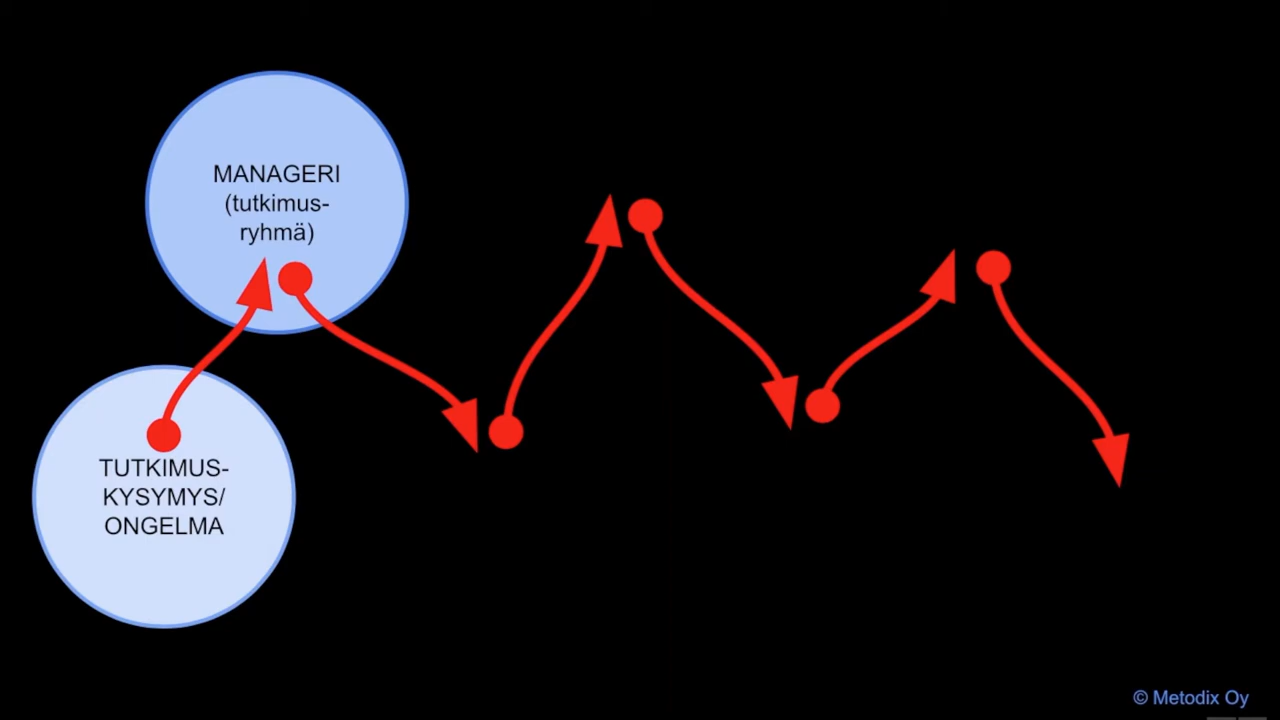 MANAGERI
(tutkimus-
ryhmä)
TUTKIMUS-
KYSYMYS/
ONGELMA
© Metodix Oy